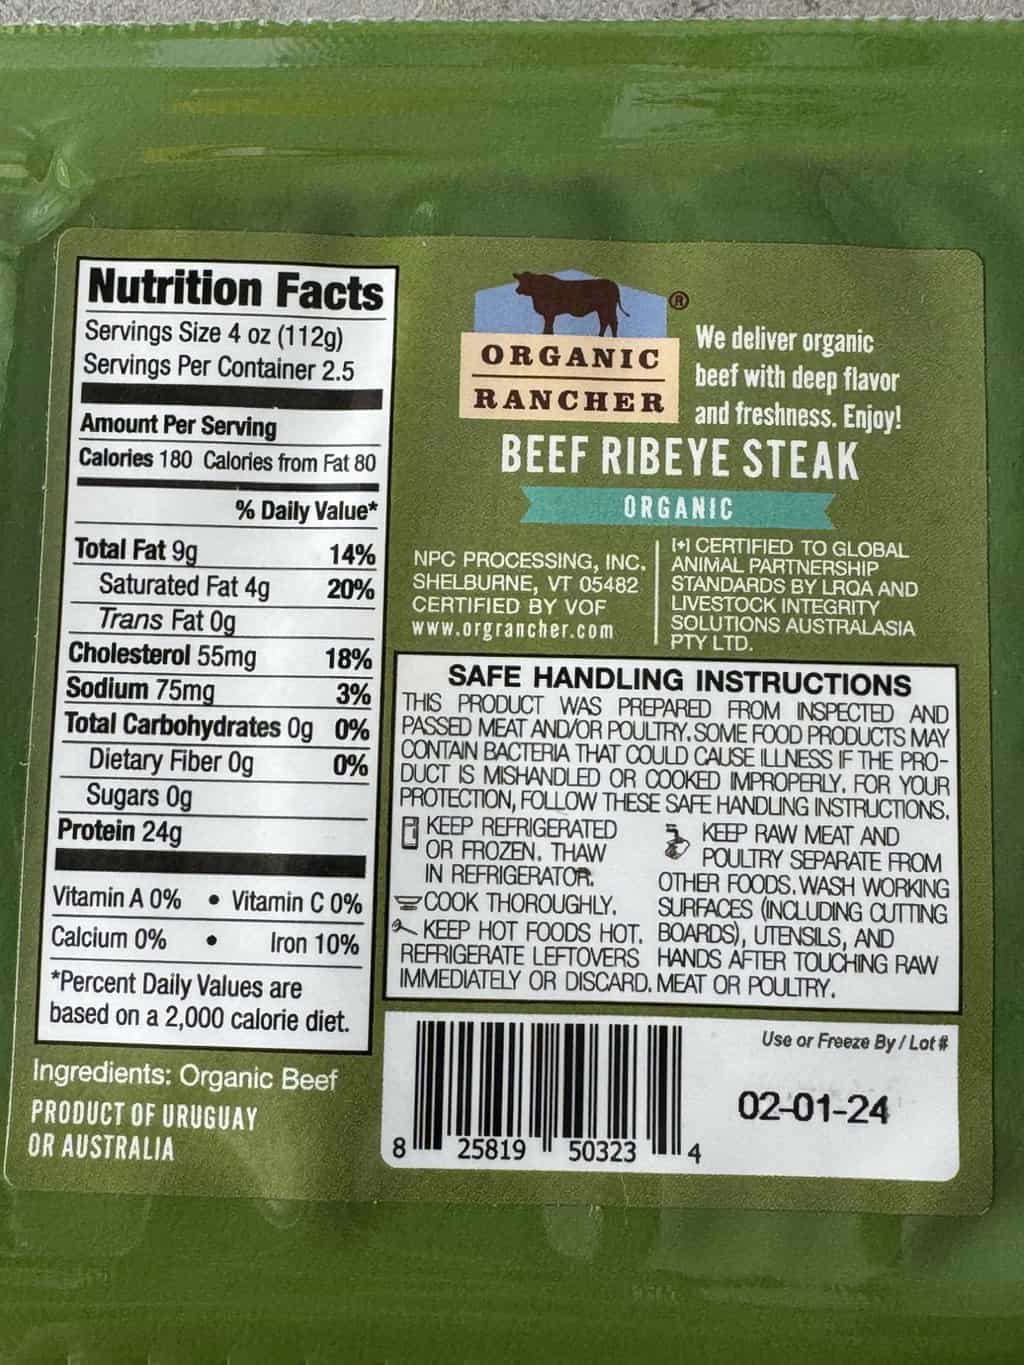 Nutrition Facts
Servings Size 4 oz (112g)
Servings Per Container 2.5
Amount Per Serving
Calories 180 Calories from Fat 80
% Daily Value*
Total Fat 9g 14%
Saturated Fat 4g 20%
Trans Fat 0g
Cholesterol 55mg 18%
Sodium 75mg 3%
Total Carbohydrates 0g 0%
Dietary Fiber 0g 0%
Sugars 0g
Protein 24g
Vitamin A 0% • Vitamin C 0%
Calcium 0% • Iron 10%
*Percent Daily Values are
based on a 2,000 calorie diet.
Ingredients: Organic Beef
PRODUCT OF URUGUAY
OR AUSTRALIA
®
ORGANIC
RANCHER
We deliver organic
beef with deep flavor
and freshness. Enjoy!
BEEF RIBEYE STEAK
ORGANIC
NPC PROCESSING, INC.
SHELBURNE, VT 05482
CERTIFIED BY VOF
www.orgrancher.com
[+] CERTIFIED TO GLOBAL
ANIMAL PARTNERSHIP
STANDARDS BY LRQA AND
LIVESTOCK INTEGRITY
SOLUTIONS AUSTRALASIA
PTY LTD.
SAFE HANDLING INSTRUCTIONS
THIS PRODUCT WAS PREPARED FROM INSPECTED AND
PASSED MEAT AND/OR POULTRY. SOME FOOD PRODUCTS MAY
CONTAIN BACTERIA THAT COULD CAUSE ILLNESS IF THE PRO-
DUCT IS MISHANDLED OR COOKED IMPROPERLY. FOR YOUR
PROTECTION, FOLLOW THESE SAFE HANDLING INSTRUCTIONS.
KEEP REFRIGERATED
OR FROZEN. THAW
IN REFRIGERATOR.
COOK THOROUGHLY.
KEEP HOT FOODS HOT.
REFRIGERATE LEFTOVERS
IMMEDIATELY OR DISCARD.
KEEP RAW MEAT AND
POULTRY SEPARATE FROM
OTHER FOODS. WASH WORKING
SURFACES (INCLUDING CUTTING
BOARDS), UTENSILS, AND
HANDS AFTER TOUCHING RAW
MEAT OR POULTRY.
8 25819 50323 4
Use or Freeze By / Lot #
02-01-24